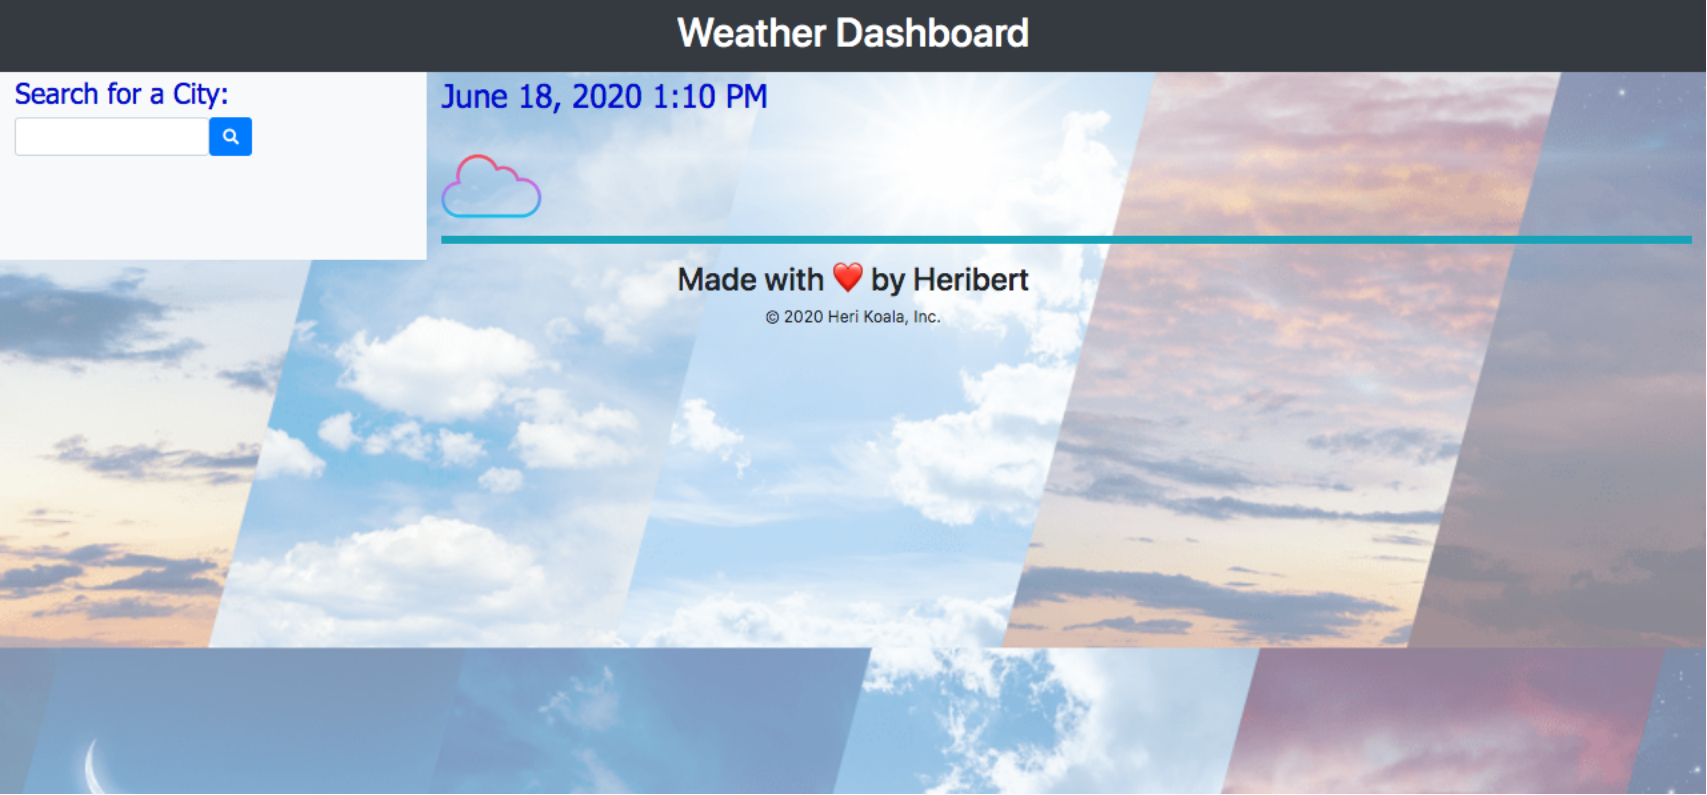 Weather Dashboard
Search for a City:
June 18, 2020 1:10 PM
Made with ❤️ by Heribert
© 2020 Heri Koala, Inc.